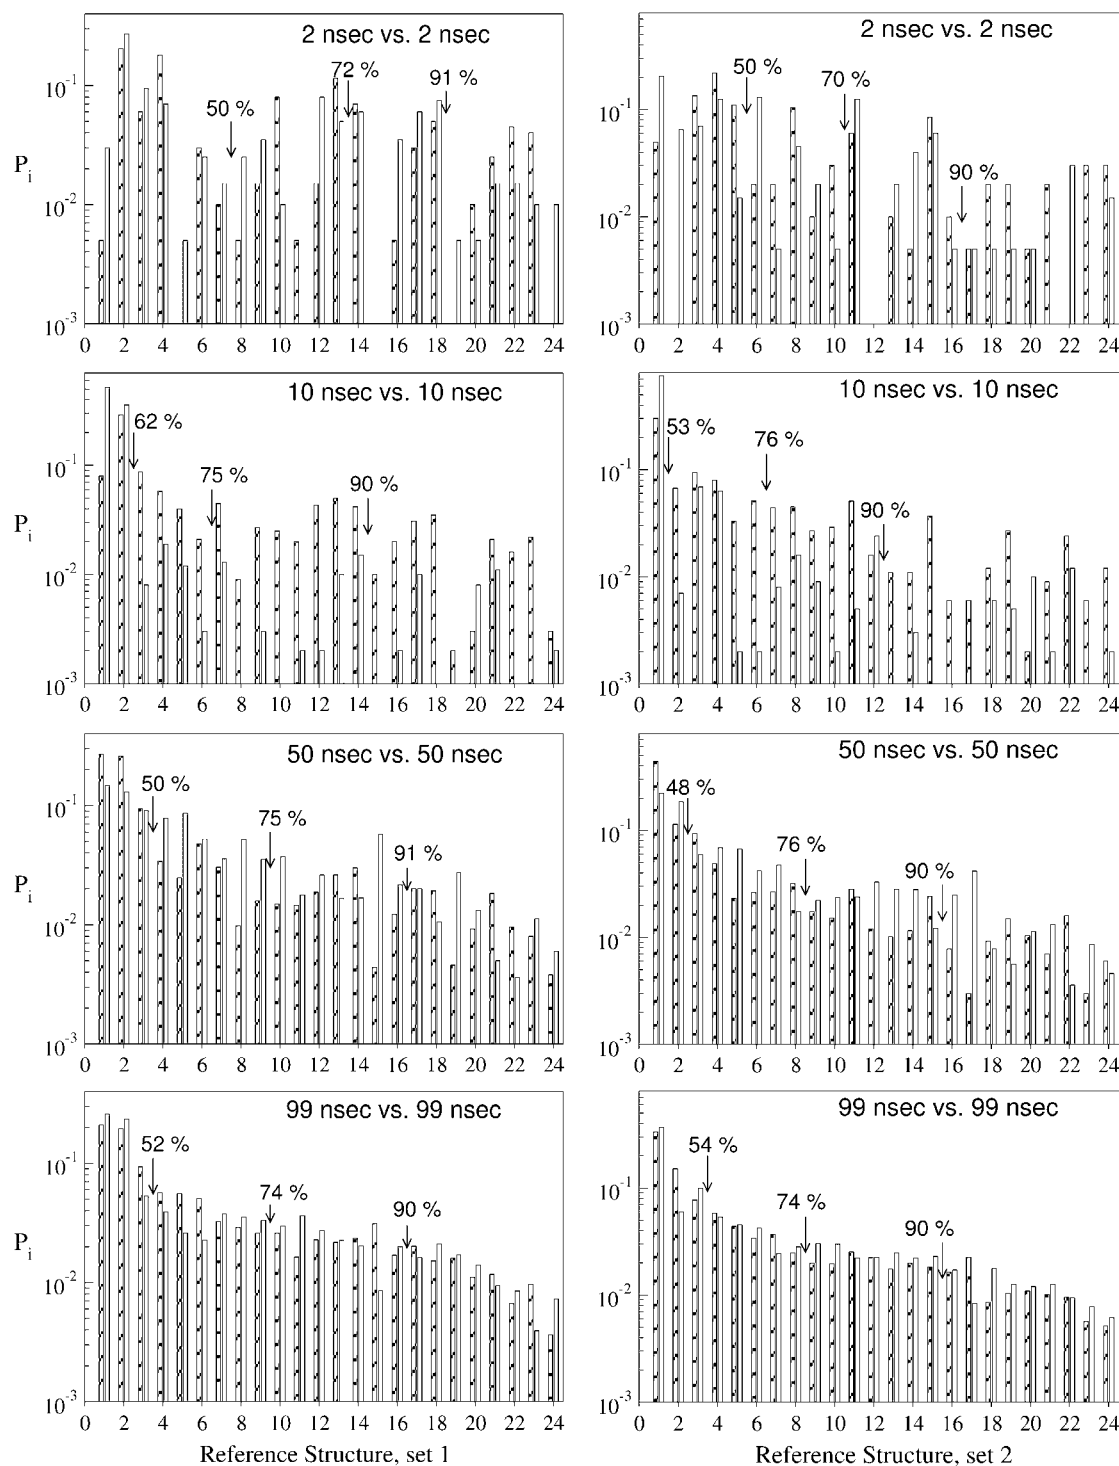 2 nsec vs. 2 nsec
50 %
72 %
91 %
P_i
10^-1
10^-2
10^-3
0 2 4 6 8 10 12 14 16 18 20 22 24
2 nsec vs. 2 nsec
50 %
70 %
90 %
10^-1
10^-2
10^-3
0 2 4 6 8 10 12 14 16 18 20 22 24
10 nsec vs. 10 nsec
62 %
75 %
90 %
P_i
10^-1
10^-2
10^-3
0 2 4 6 8 10 12 14 16 18 20 22 24
10 nsec vs. 10 nsec
53 %
76 %
90 %
10^-1
10^-2
10^-3
0 2 4 6 8 10 12 14 16 18 20 22 24
50 nsec vs. 50 nsec
50 %
75 %
91 %
P_i
10^-1
10^-2
10^-3
0 2 4 6 8 10 12 14 16 18 20 22 24
50 nsec vs. 50 nsec
48 %
76 %
90 %
10^-1
10^-2
10^-3
0 2 4 6 8 10 12 14 16 18 20 22 24
99 nsec vs. 99 nsec
52 %
74 %
90 %
P_i
10^-1
10^-2
10^-3
0 2 4 6 8 10 12 14 16 18 20 22 24
Reference Structure, set 1
99 nsec vs. 99 nsec
54 %
74 %
90 %
10^-1
10^-2
10^-3
0 2 4 6 8 10 12 14 16 18 20 22 24
Reference Structure, set 2